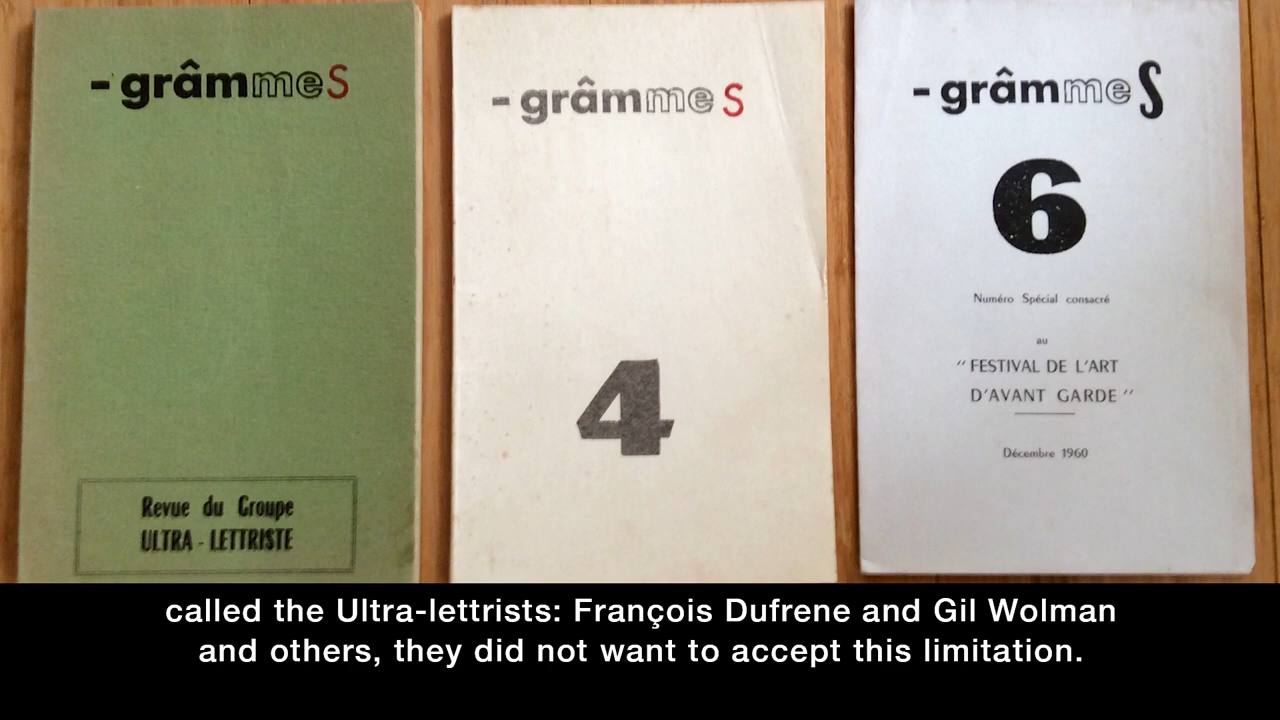 -grâmmeS
Revue du Groupe
ULTRA-LETTRISTE
-grâmmeS
4
-grâmmeS
6
Numéro Spécial consacré
au
"FESTIVAL DE L'ART
D'AVANT GARDE"
Décembre 1960
called the Ultra-lettrists: François Dufrene and Gil Wolman
and others, they did not want to accept this limitation.